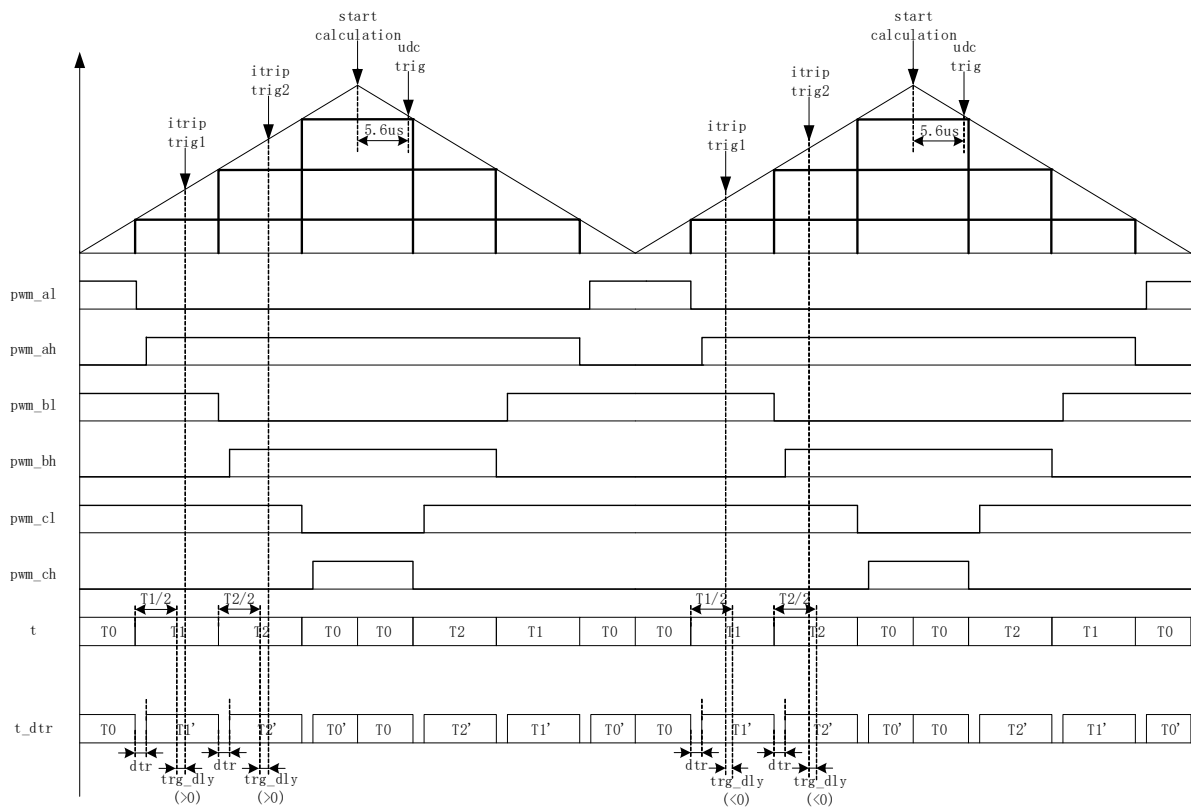 start
calculation
udc
trig
itrip
trig2
itrip
trig1
5.6us
start
calculation
udc
trig
itrip
trig2
itrip
trig1
5.6us
pwm_al
pwm_ah
pwm_bl
pwm_bh
pwm_cl
pwm_ch
T1/2 T2/2 T1/2 T2/2
t T0 T1 T2 T0 T0 T2 T1 T0 T0 T1 T2 T0 T0 T2 T1 T0
t_dtr T0 T1' T2' T0' T0 T2' T1' T0' T0 T1' T2' T0' T0 T2' T1' T0'
dtr dtr dtr dtr
trg_dly trg_dly trg_dly trg_dly
(>0) (>0) (<0) (<0)